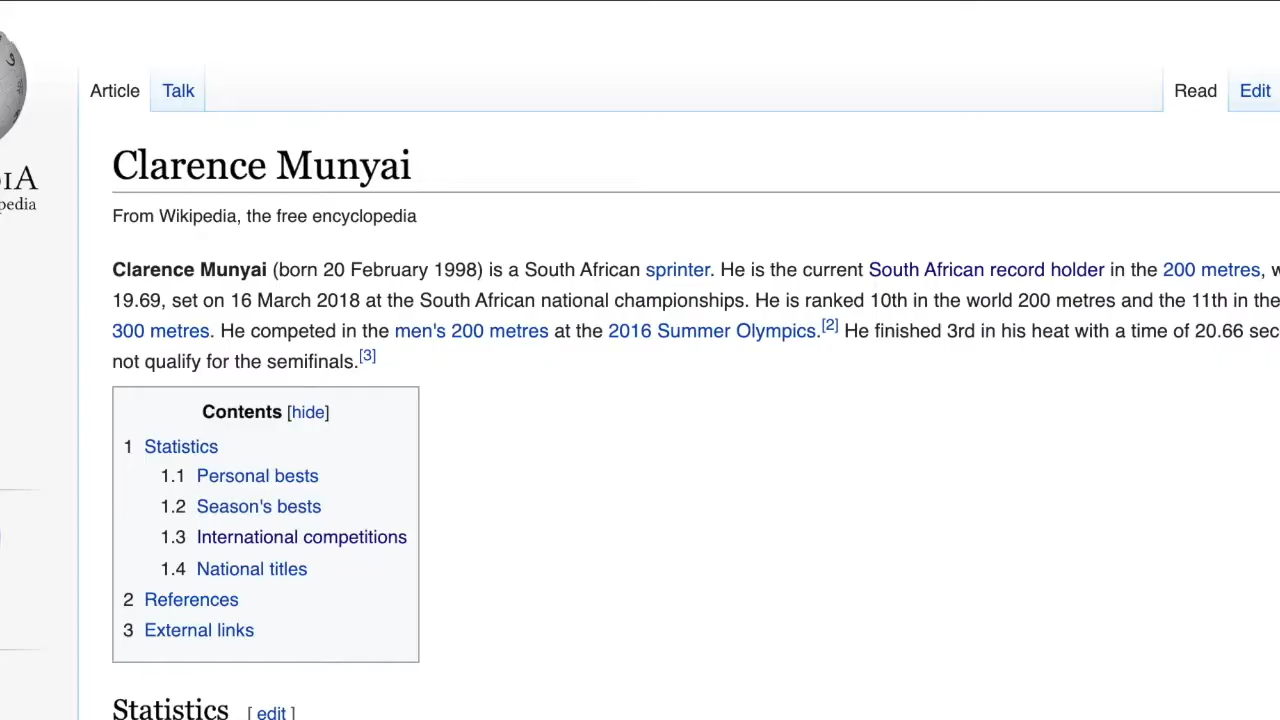 Article Talk Read Edit
Clarence Munyai
pedia
From Wikipedia, the free encyclopedia
Clarence Munyai (born 20 February 1998) is a South African sprinter. He is the current South African record holder in the 200 metres,
19.69, set on 16 March 2018 at the South African national championships. He is ranked 10th in the world 200 metres and the 11th in the
300 metres. He competed in the men's 200 metres at the 2016 Summer Olympics.[2] He finished 3rd in his heat with a time of 20.66 sec
not qualify for the semifinals.[3]
Contents [hide]
1 Statistics
1.1 Personal bests
1.2 Season's bests
1.3 International competitions
1.4 National titles
2 References
3 External links
Statistics [ edit ]